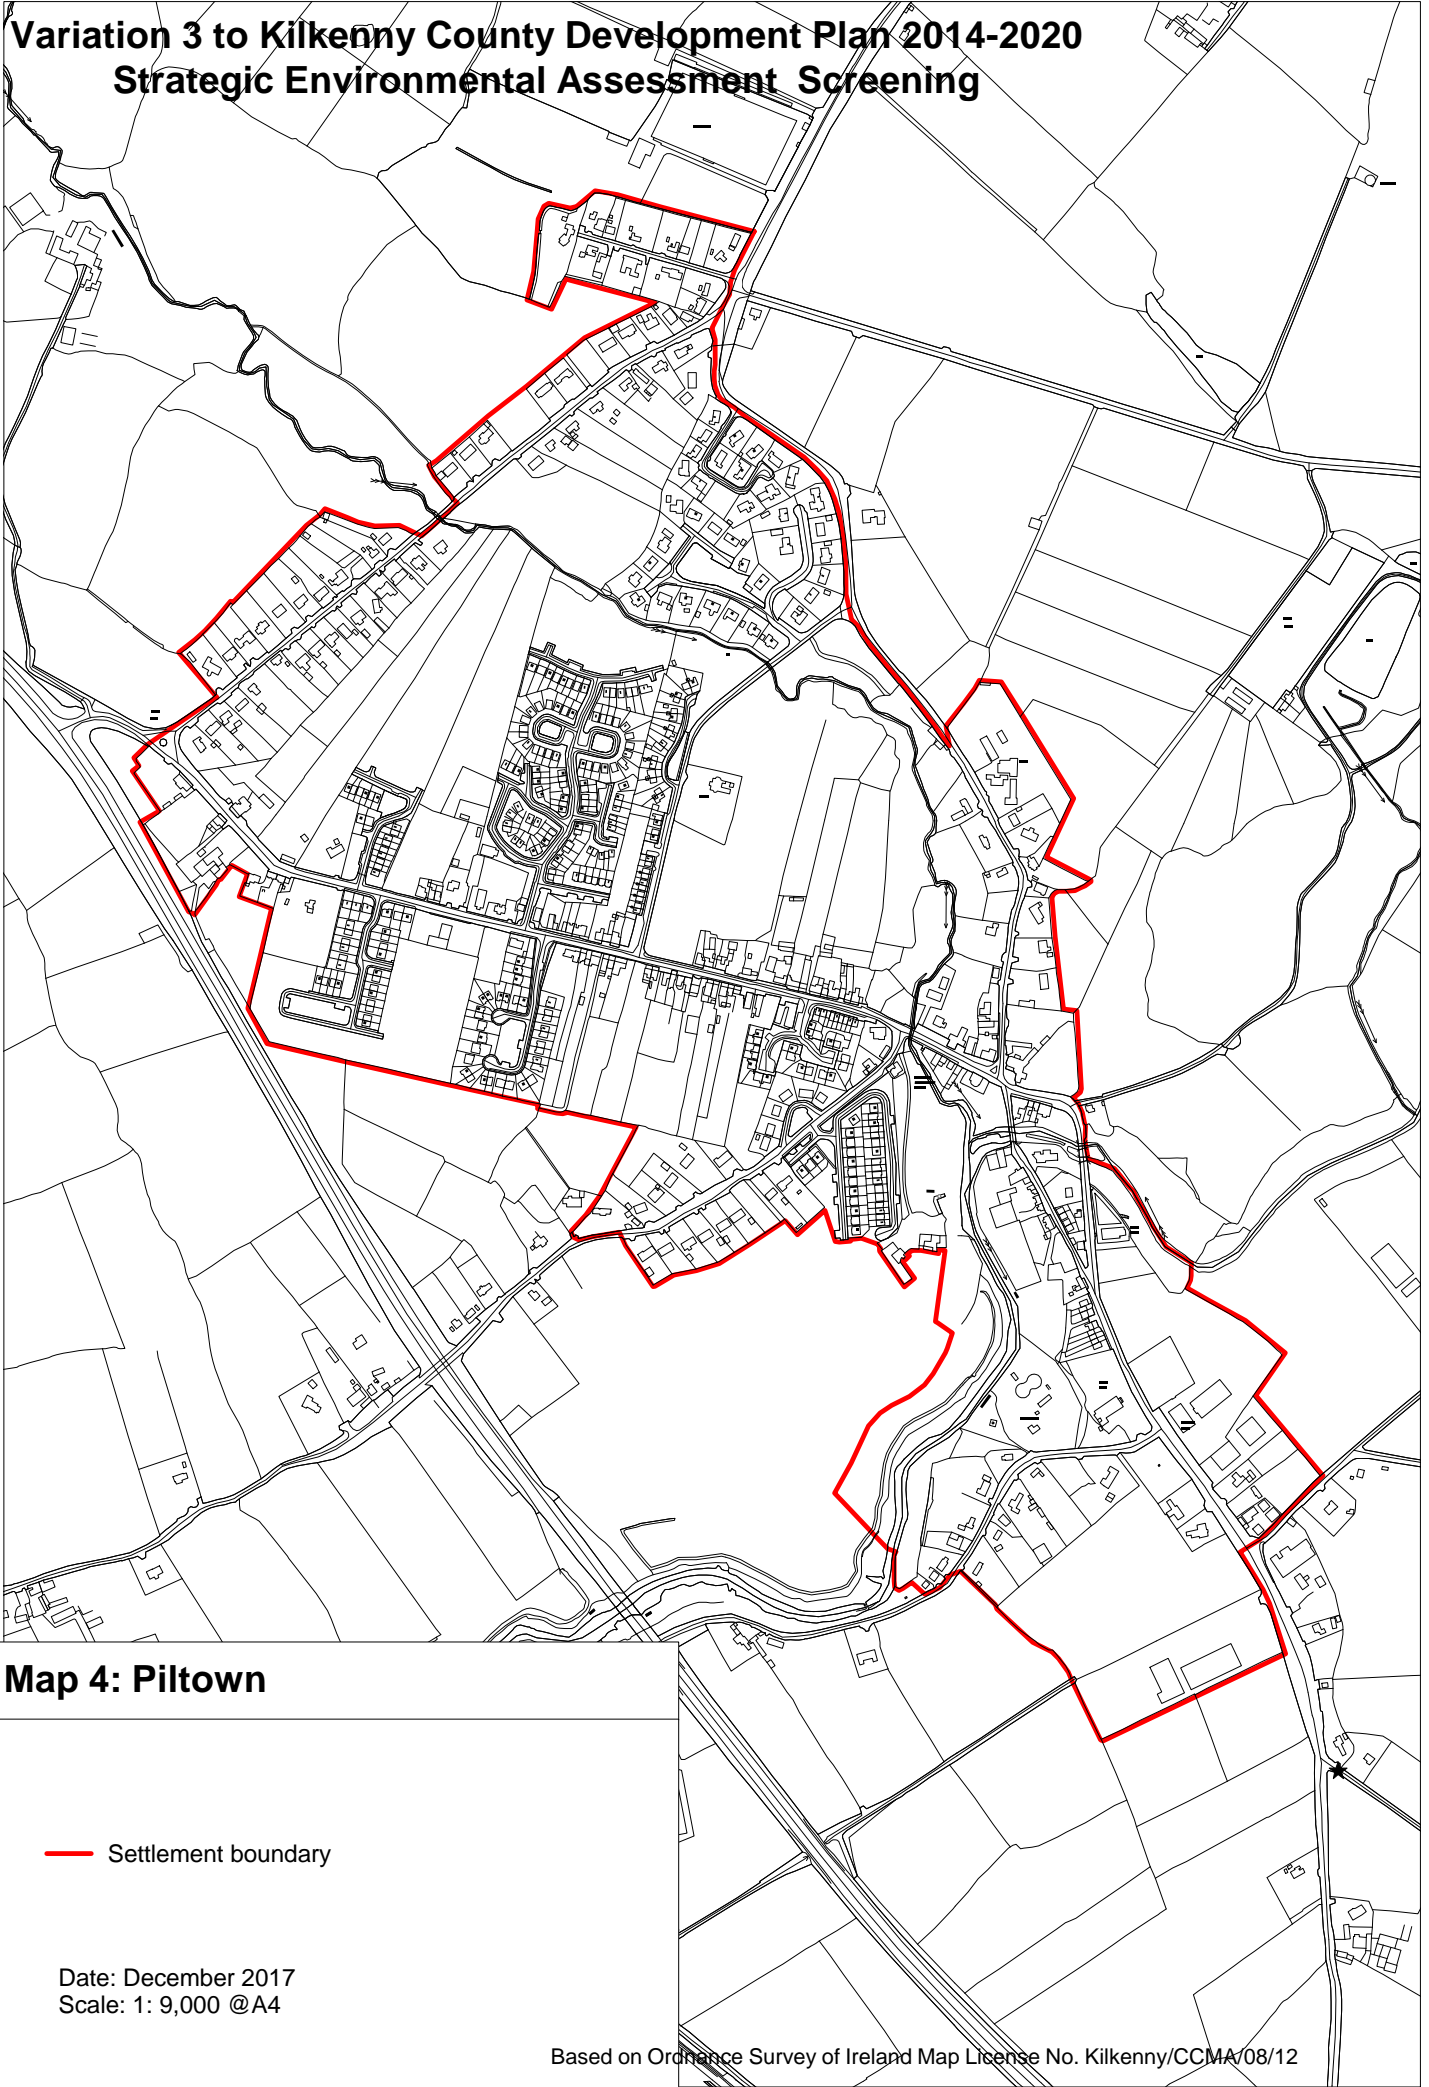 Variation 3 to Kilkenny County Development Plan 2014-2020
Strategic Environmental Assessment Screening
Map 4: Piltown
Settlement boundary
Date: December 2017
Scale: 1: 9,000 @A4
Based on Ordnance Survey of Ireland Map License No. Kilkenny/CCMA/08/12